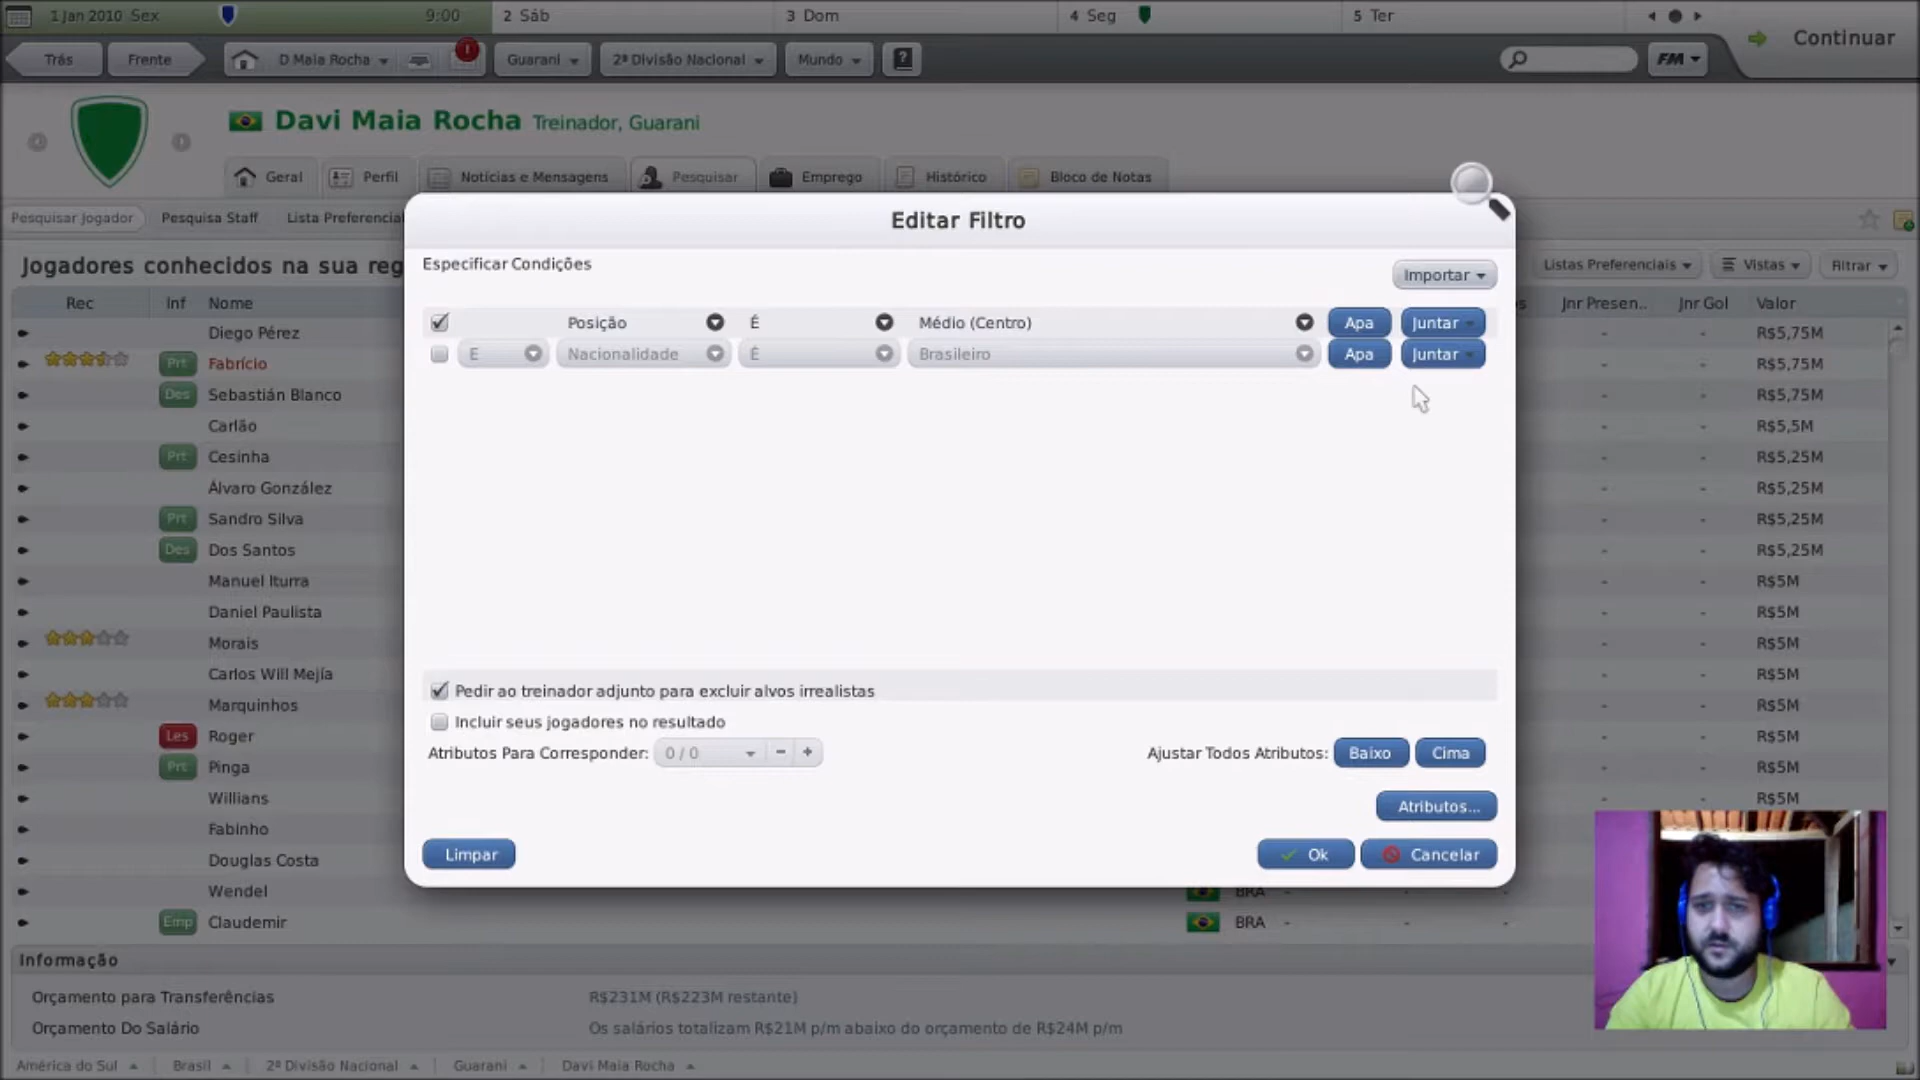 1 Jan 2010 Sex 9:00 2 Sáb 3 Dom 4 Seg 5 Ter
Continuar
Trás Frente D Maia Rocha Guarani 2ª Divisão Nacional Mundo ? FM
Davi Maia Rocha Treinador, Guarani
Geral Perfil Notícias e Mensagens Pesquisar Emprego Histórico Bloco de Notas
Pesquisar Jogador Pesquisa Staff Lista Preferencial
Editar Filtro
Jogadores conhecidos na sua reg
Listas Preferenciais Vistas Filtrar
Especificar Condições
Importar
Rec Inf Nome Jnr Presen.. Jnr Gol Valor
Posição É Médio (Centro) Apa Juntar
E Nacionalidade É Brasileiro Apa Juntar
Diego Pérez - - R$5,75M
Prt Fabrício - - R$5,75M
Des Sebastián Blanco - - R$5,75M
Carlão - - R$5,5M
Prt Cesinha - - R$5,25M
Álvaro González - - R$5,25M
Prt Sandro Silva - - R$5,25M
Des Dos Santos - - R$5,25M
Manuel Iturra - - R$5M
Daniel Paulista - - R$5M
Morais - - R$5M
Carlos Will Mejía - - R$5M
Marquinhos - - R$5M
Les Roger - - R$5M
Prt Pinga - - R$5M
Willians - - R$5M
Fabinho
Douglas Costa
Wendel BRA - - -
Emp Claudemir BRA - - -
Pedir ao treinador adjunto para excluir alvos irrealistas
Incluir seus jogadores no resultado
Atributos Para Corresponder: 0 / 0 - +
Ajustar Todos Atributos: Baixo Cima
Atributos...
Limpar Ok Cancelar
Informação
Orçamento para Transferências R$231M (R$223M restante)
Orçamento Do Salário Os salários totalizam R$21M p/m abaixo do orçamento de R$24M p/m
América do Sul Brasil 2ª Divisão Nacional Guarani Davi Maia Rocha